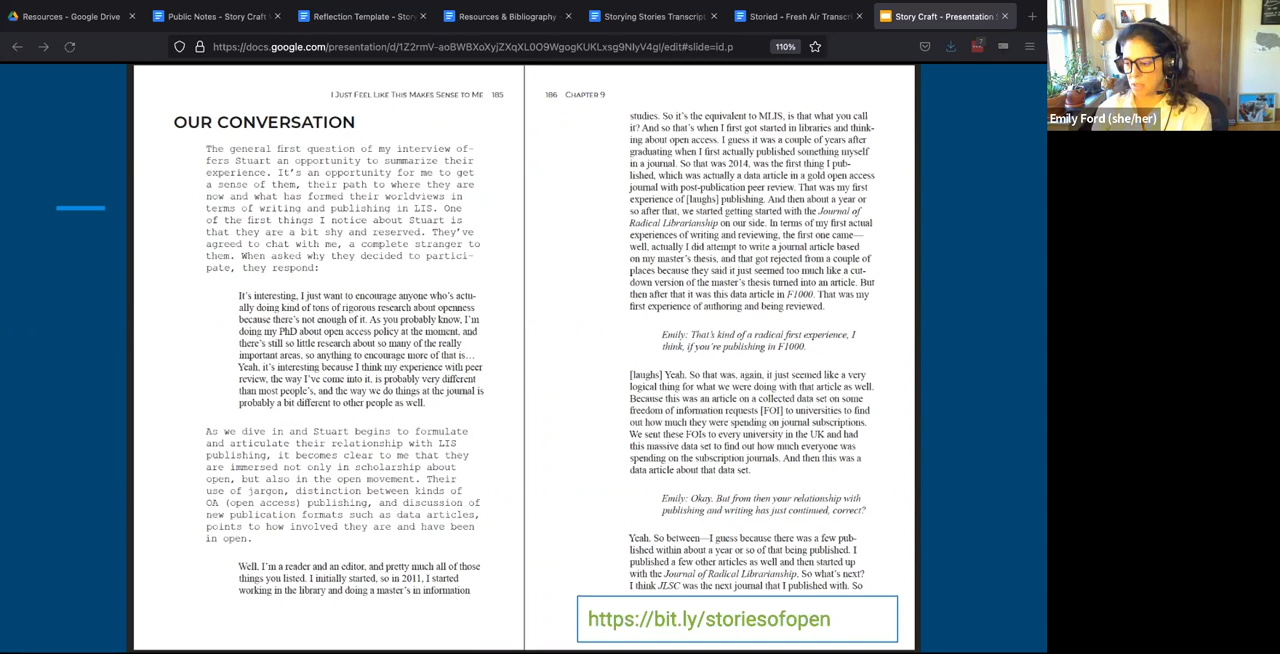 Resources - Google Drive
Public Notes - Story Craft
Reflection Template - Story
Resources & Bibliography -
Storying Stories Transcript
Storied - Fresh Air Transcri
Story Craft - Presentation
110%
Emily Ford (she/her)
I JUST FEEL LIKE THIS MAKES SENSE TO ME 185
OUR CONVERSATION
The general first question of my interview of-
fers Stuart an opportunity to summarize their
experience. It's an opportunity for me to get
a sense of them, their path to where they are
now and what has formed their worldviews in
terms of writing and publishing in LIS. One
of the first things I notice about Stuart is
that they are a bit shy and reserved. They've
agreed to chat with me, a complete stranger to
them. When asked why they decided to partici-
pate, they respond:
It's interesting, I just want to encourage anyone who's actu-
ally doing kind of tons of rigorous research about openness
because there's not enough of it. As you probably know, I'm
doing my PhD about open access policy at the moment, and
there's still so little research about so many of the really
important areas, so anything to encourage more of that is…
Yeah, it's interesting because I think my experience with peer
review, the way I've come into it, is probably very different
than most people's, and the way we do things at the journal is
probably a bit different to other people as well.
As we dive in and Stuart begins to formulate
and articulate their relationship with LIS
publishing, it becomes clear to me that they
are immersed not only in scholarship about
open, but also in the open movement. Their
use of jargon, distinction between kinds of
OA (open access) publishing, and discussion of
new publication formats such as data articles,
points to how involved they are and have been
in open.
Well, I'm a reader and an editor, and pretty much all of those
things you listed. I initially started, so in 2011, I started
working in the library and doing a master's in information
186 CHAPTER 9
studies. So it's the equivalent to MLIS, is that what you call
it? And so that's when I first got started in libraries and think-
ing about open access. I guess it was a couple of years after
graduating when I first actually published something myself
in a journal. So that was 2014, was the first thing I pub-
lished, which was actually a data article in a gold open access
journal with post-publication peer review. That was my first
experience of [laughs] publishing. And then about a year or
so after that, we started getting started with the Journal of
Radical Librarianship on our side. In terms of my first actual
experiences of writing and reviewing, the first one came—
well, actually I did attempt to write a journal article based
on my master's thesis, and that got rejected from a couple of
places because they said it just seemed too much like a cut-
down version of the master's thesis turned into an article. But
then after that it was this data article in F1000. That was my
first experience of authoring and being reviewed.
Emily: That's kind of a radical first experience, I
think, if you're publishing in F1000.
[laughs] Yeah. So that was, again, it just seemed like a very
logical thing for what we were doing with that article as well.
Because this was an article on a collected data set on some
freedom of information requests [FOI] to universities to find
out how much they were spending on journal subscriptions.
We sent these FOIs to every university in the UK and had
this massive data set to find out how much everyone was
spending on the subscription journals. And then this was a
data article about that data set.
Emily: Okay. But from then your relationship with
publishing and writing has just continued, correct?
Yeah. So between—I guess because there was a few pub-
lished within about a year or so of that being published. I
published a few other articles as well and then started up
with the Journal of Radical Librarianship. So what's next?
I think JLSC was the next journal that I published with. So
https://bit.ly/storiesofopen